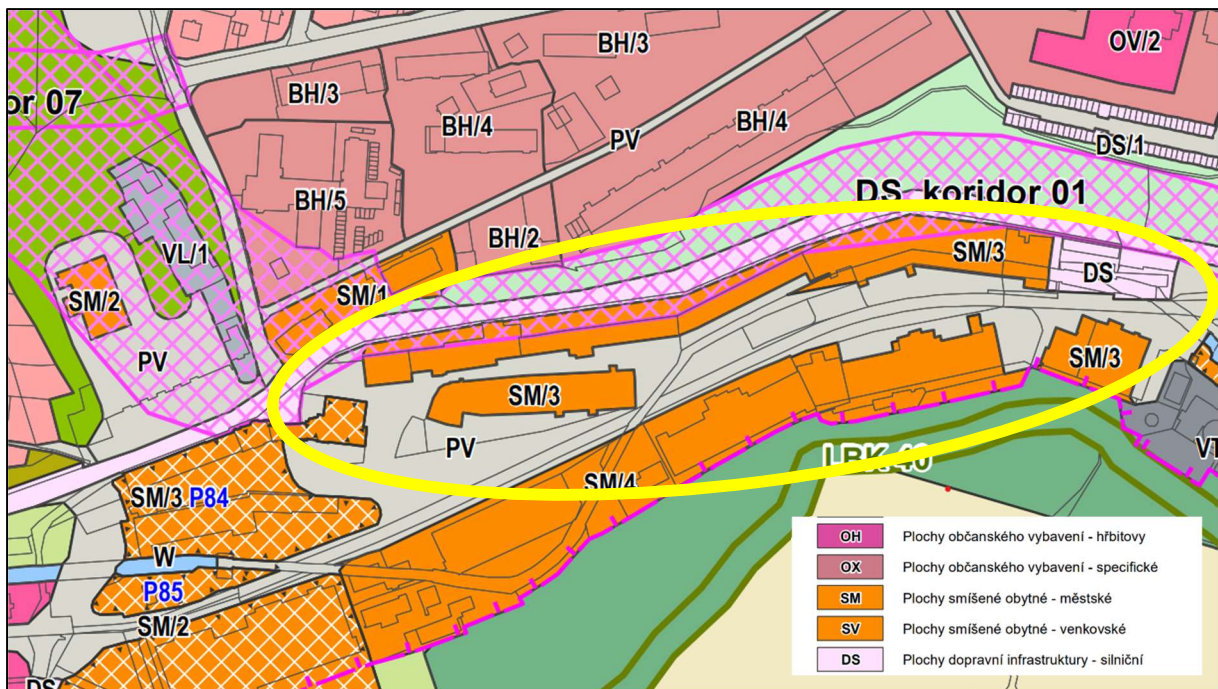 BH/3
OV/2
or 07
BH/3
BH/4
PV
BH/4
DS/1
DS koridor 01
BH/5
VL/1
BH/2
SM/3
DS
SM/2
SM/1
PV
SM/3
SM/3
PV
LBK 40
VT
SM/4
SM/3 P84
W
P85
SM/2
DS
OH Plochy občanského vybavení - hřbitovy
OX Plochy občanského vybavení - specifické
SM Plochy smíšené obytné - městské
SV Plochy smíšené obytné - venkovské
DS Plochy dopravní infrastruktury - silniční